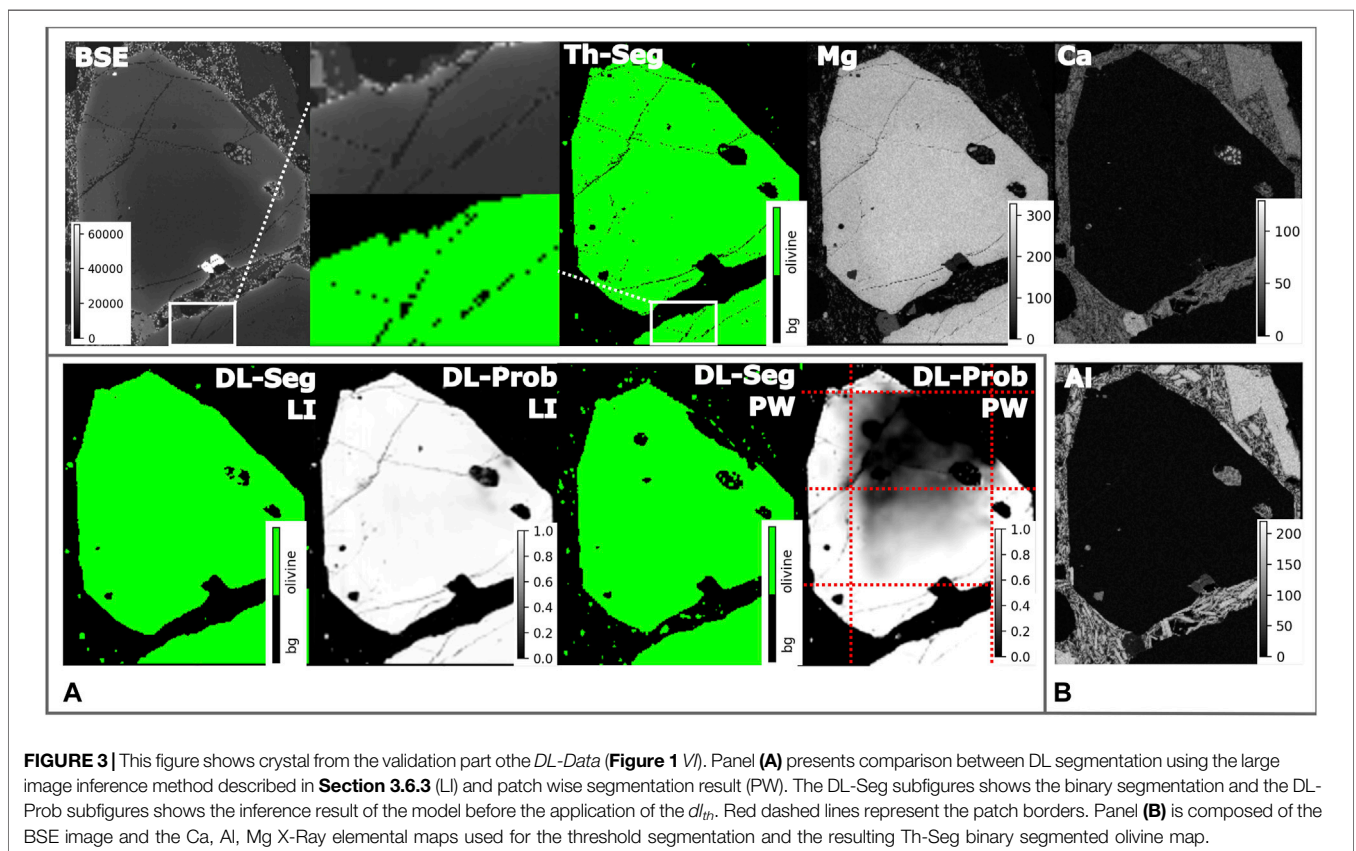 BSE
Th-Seg
Mg
Ca
60000
40000
20000
0
olivine
bg
300
200
100
0
100
50
0
DL-Seg
LI
DL-Prob
LI
DL-Seg
PW
DL-Prob
PW
Al
olivine
bg
1.0
0.8
0.6
0.4
0.2
0.0
olivine
bg
1.0
0.8
0.6
0.4
0.2
0.0
200
150
100
50
0
A
B
FIGURE 3 | This figure shows crystal from the validation part othe DL-Data (Figure 1 VI). Panel (A) presents comparison between DL segmentation using the large
image inference method described in Section 3.6.3 (LI) and patch wise segmentation result (PW). The DL-Seg subfigures shows the binary segmentation and the DL-
Prob subfigures shows the inference result of the model before the application of the dlth. Red dashed lines represent the patch borders. Panel (B) is composed of the
BSE image and the Ca, Al, Mg X-Ray elemental maps used for the threshold segmentation and the resulting Th-Seg binary segmented olivine map.